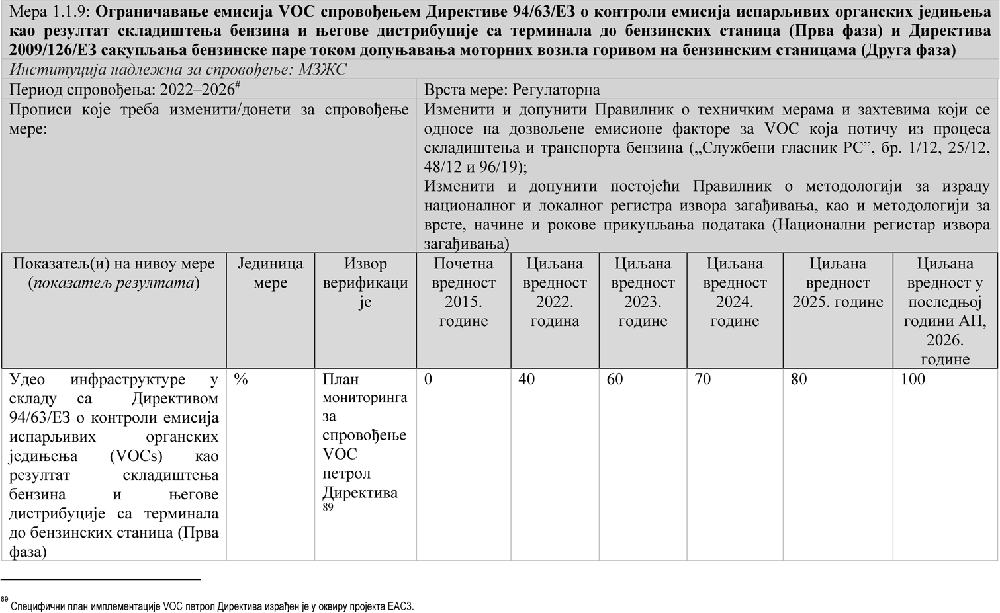 Мера 1.1.9: Ограничавање емисија VOC спровођењем Директиве 94/63/ЕЗ о контроли емисија испарљивих органских једињења
као резултат складиштења бензина и његове дистрибуције са терминала до бензинских станица (Прва фаза) и Директива
2009/126/ЕЗ сакупљања бензинске паре током допуњавања моторних возила горивом на бензинским станицама (Друга фаза)
Институција надлежна за спровођење: МЗЖС
Период спровођења: 2022–2026#
Врста мере: Регулаторна
Прописи које треба изменити/донети за спровођење
мере:
Изменити и допунити Правилник о техничким мерама и захтевима који се
односе на дозвољене емисионе факторе за VOC која потичу из процеса
складиштења и транспорта бензина („Службени гласник РС”, бр. 1/12, 25/12,
48/12 и 96/19);
Изменити и допунити постојећи Правилник о методологији за израду
националног и локалног регистра извора загађивања, као и методологији за
врсте, начине и рокове прикупљања података (Национални регистар извора
загађивања)
Показатељ(и) на нивоу мере
(показатељ резултата)
Јединица
мере
Извор
верификаци
је
Почетна
вредност
2015.
године
Циљана
вредност
2022.
година
Циљана
вредност
2023.
године
Циљана
вредност
2024.
године
Циљана
вредност
2025. године
Циљана
вредност у
последњој
години АП,
2026.
године
Удео инфраструктуре у
складу са Директивом
94/63/ЕЗ о контроли емисија
испарљивих органских
једињења (VOCs) као
резултат складиштења
бензина и његове
дистрибуције са терминала
до бензинских станица (Прва
фаза)
%
План
мониторинга
за
спровођење
VOC
петрол
Директива
89
0
40
60
70
80
100
89 Специфични план имплементације VOC петрол Директива израђен је у оквиру пројекта ЕАС3.